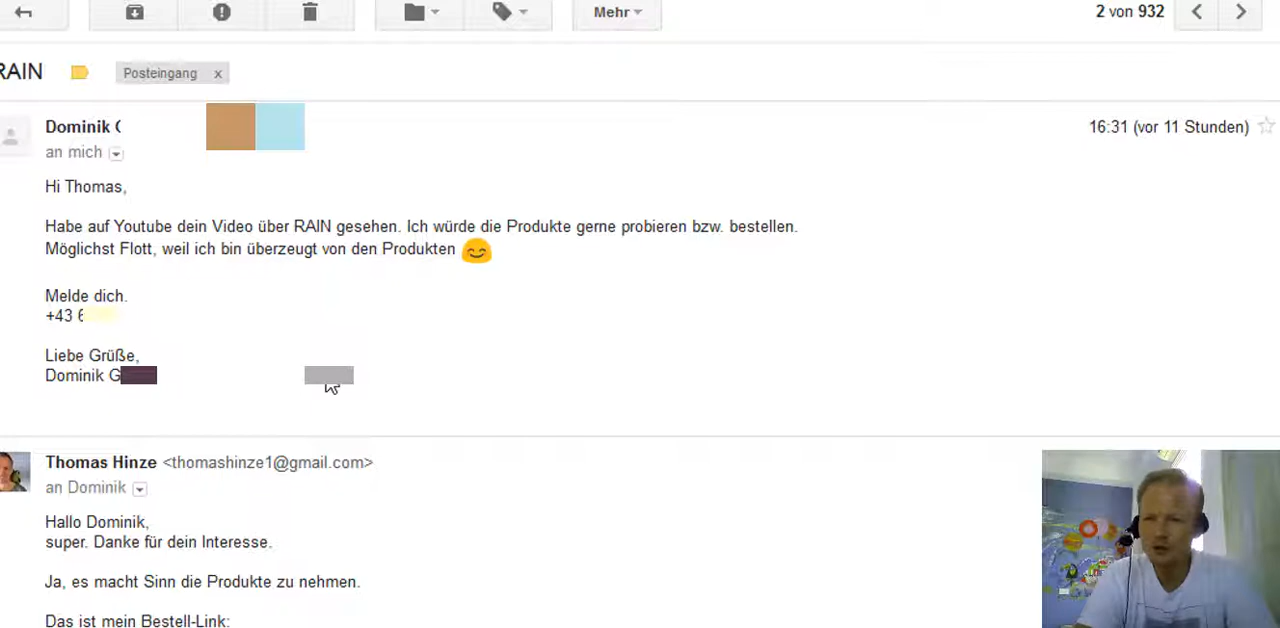 Mehr
2 von 932
RAIN
Posteingang x
Dominik
16:31 (vor 11 Stunden)
an mich
Hi Thomas,
Habe auf Youtube dein Video über RAIN gesehen. Ich würde die Produkte gerne probieren bzw. bestellen.
Möglichst Flott, weil ich bin überzeugt von den Produkten
Melde dich.
+43 6
Liebe Grüße,
Dominik G
Thomas Hinze <thomashinze1@gmail.com>
an Dominik
Hallo Dominik,
super. Danke für dein Interesse.
Ja, es macht Sinn die Produkte zu nehmen.
Das ist mein Bestell-Link: